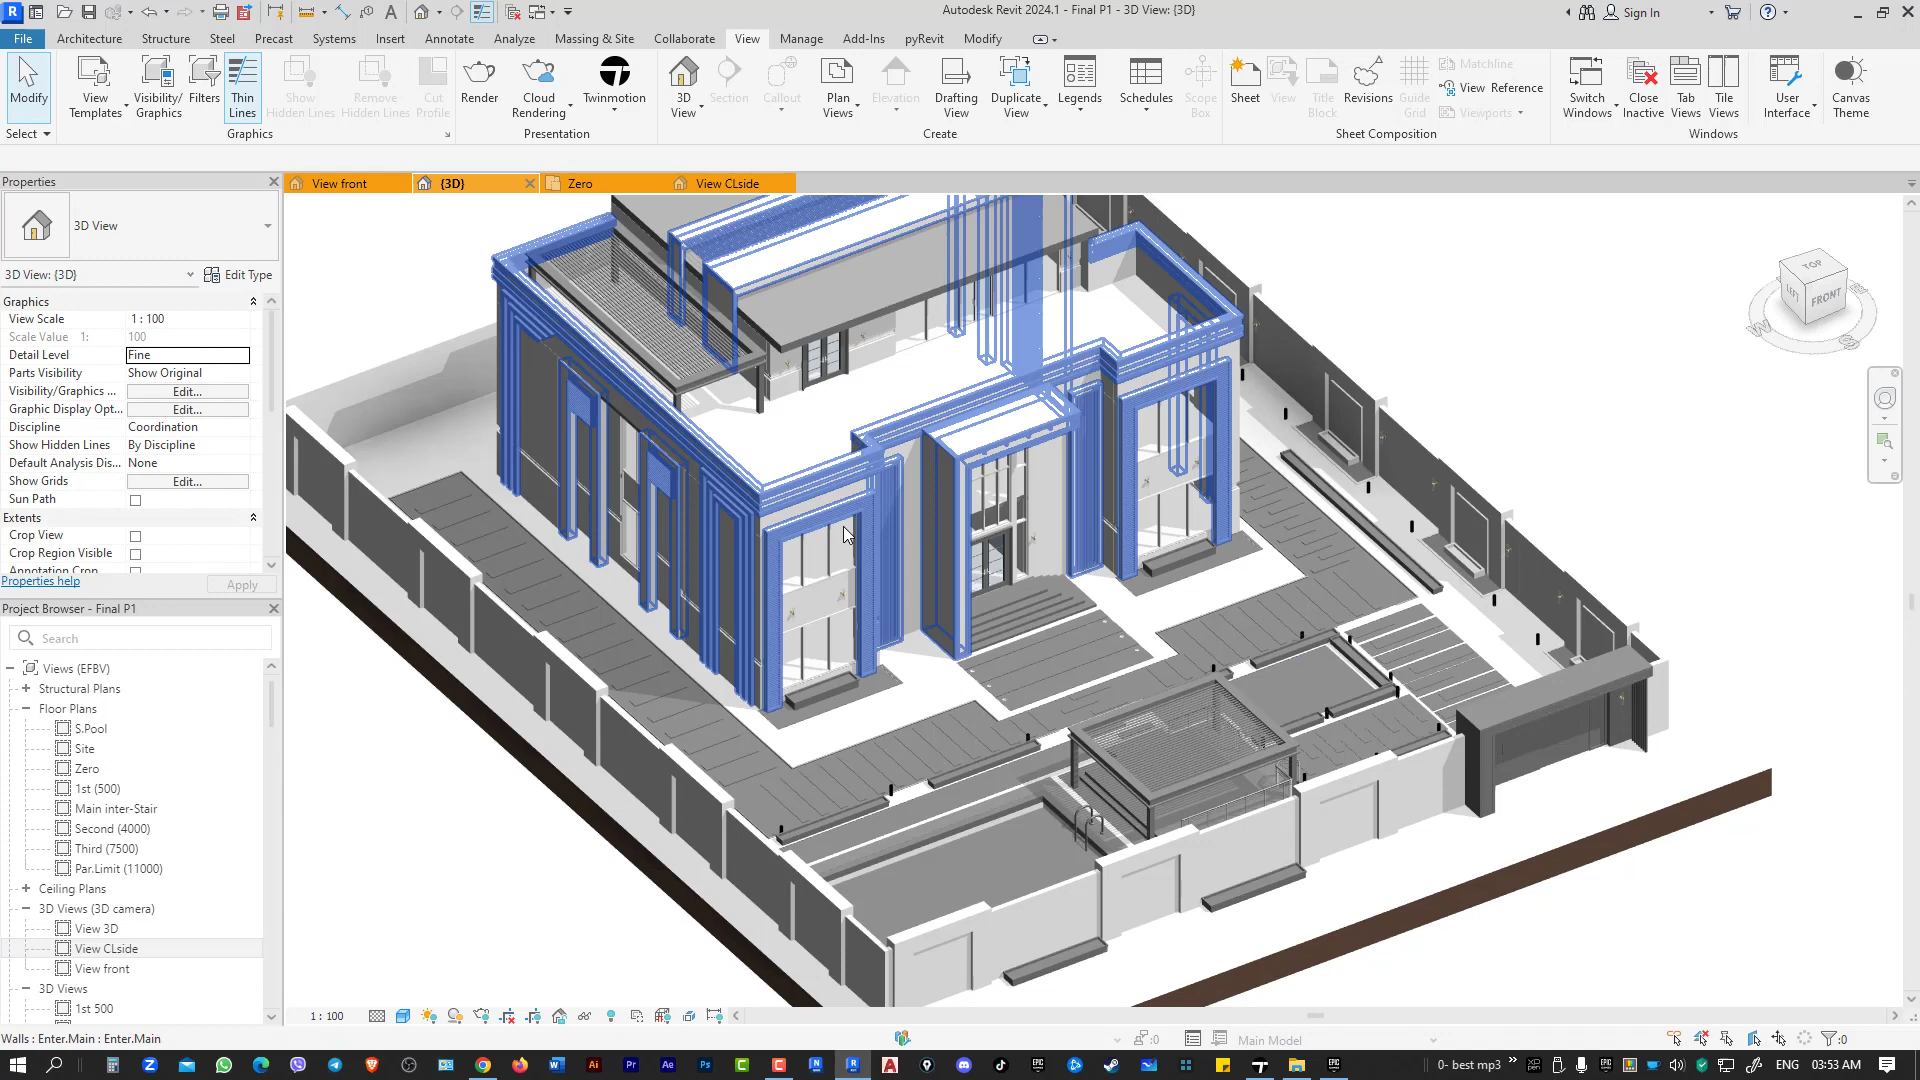 Autodesk Revit 2024.1 - Final P1 - 3D View: {3D}
Sign In
File Architecture Structure Steel Precast Systems Insert Annotate Analyze Massing & Site Collaborate View Manage Add-Ins pyRevit Modify
Modify
View Templates
Visibility/ Graphics
Filters
Thin Lines
Show Hidden Lines
Remove Hidden Lines
Cut Profile
Render
Cloud Rendering
Twinmotion
3D View
Section
Callout
Plan Views
Elevation
Drafting View
Duplicate View
Legends
Schedules
Scope Box
Sheet
View
Title Block
Revisions
Guide Grid
Matchline
View Reference
Viewports
Switch Windows
Close Inactive
Tab Views
Tile Views
User Interface
Canvas Theme
Select Graphics Presentation Create Sheet Composition Windows
Properties
View front {3D} Zero View CLside
3D View
3D View: {3D} Edit Type
Graphics
View Scale 1 : 100
Scale Value 1: 100
Detail Level Fine
Parts Visibility Show Original
Visibility/Graphics ... Edit...
Graphic Display Opt... Edit...
Discipline Coordination
Show Hidden Lines By Discipline
Default Analysis Dis... None
Show Grids Edit...
Sun Path
Extents
Crop View
Crop Region Visible
Annotation Crop
Properties help Apply
Project Browser - Final P1
Search
Views (EFBV)
Structural Plans
Floor Plans
S.Pool
Site
Zero
1st (500)
Main inter-Stair
Second (4000)
Third (7500)
Par.Limit (11000)
Ceiling Plans
3D Views (3D camera)
View 3D
View CLside
View front
3D Views
1st 500
TOP
LEFT
FRONT
W
S
1 : 100
Walls : Enter.Main : Enter.Main
:0
Main Model
:0
0- best mp3
ENG
03:53 AM